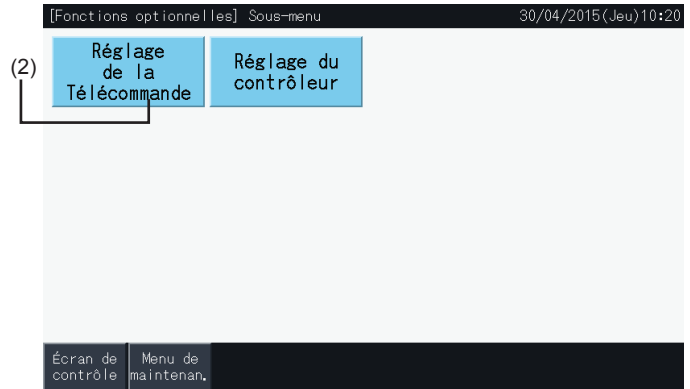 [Fonctions optionnelles] Sous-menu 30/04/2015(Jeu)10:20
(2)
Réglage
de la
Télécommande
Réglage du
contrôleur
Écran de
contrôle
Menu de
maintenan.